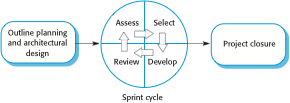 Outline planning
and architectural
design
Assess Select
Review Develop
Sprint cycle
Project closure